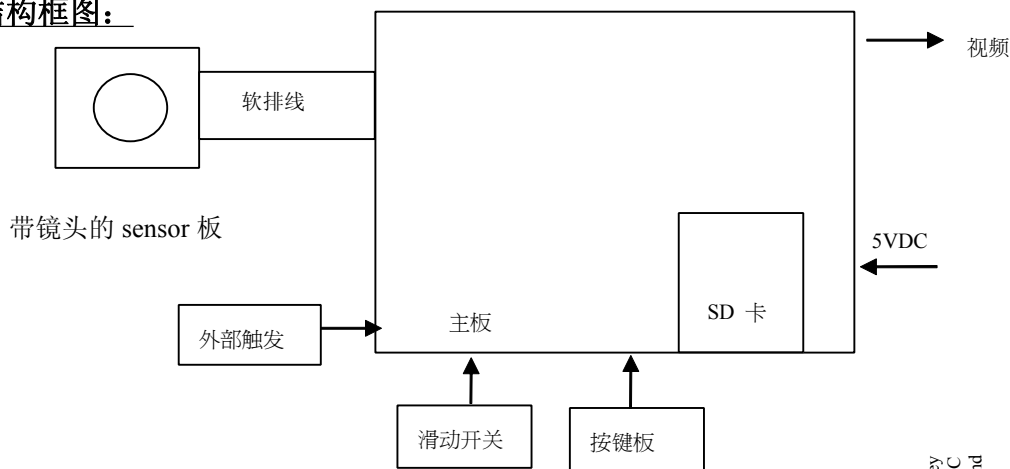 构框图：
视频
软排线
带镜头的 sensor 板
5VDC
SD 卡
主板
外部触发
滑动开关
按键板